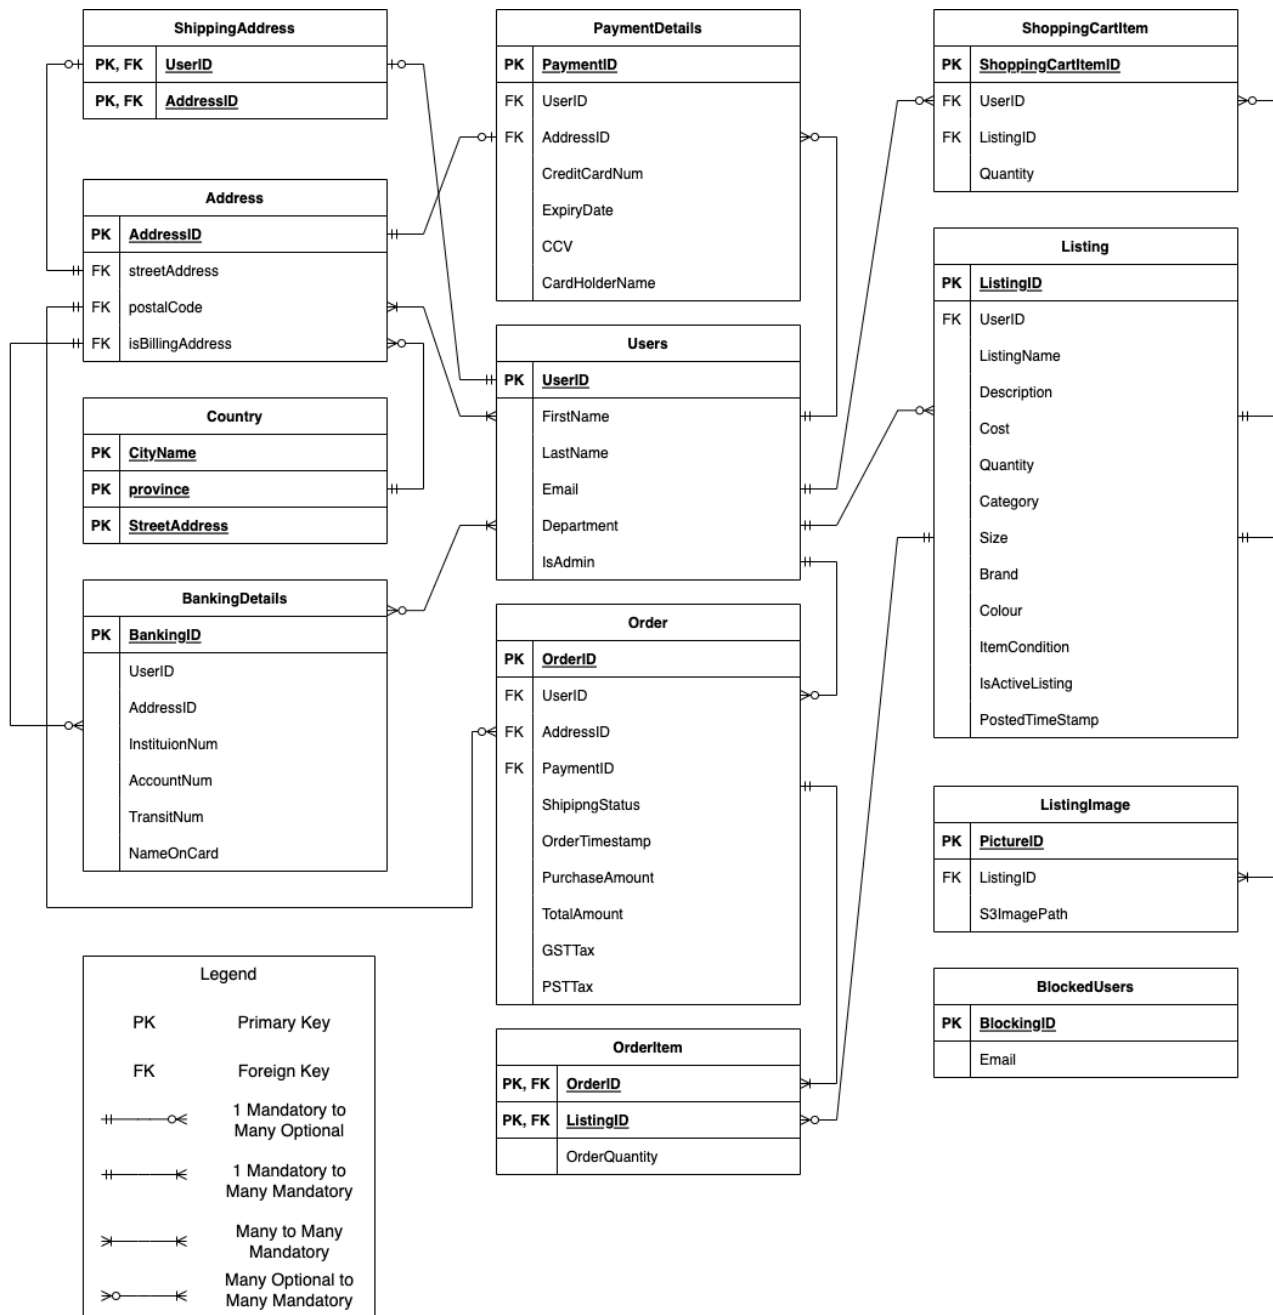 ShippingAddress
PK, FK UserID
PK, FK AddressID
Address
PK AddressID
FK streetAddress
FK postalCode
FK isBillingAddress
Country
PK CityName
PK province
PK StreetAddress
BankingDetails
PK BankingID
UserID
AddressID
InstituionNum
AccountNum
TransitNum
NameOnCard
Legend
PK Primary Key
FK Foreign Key
1 Mandatory to
Many Optional
1 Mandatory to
Many Mandatory
Many to Many
Mandatory
Many Optional to
Many Mandatory
PaymentDetails
PK PaymentID
FK UserID
FK AddressID
CreditCardNum
ExpiryDate
CCV
CardHolderName
Users
PK UserID
FirstName
LastName
Email
Department
IsAdmin
Order
PK OrderID
FK UserID
FK AddressID
FK PaymentID
ShipipngStatus
OrderTimestamp
PurchaseAmount
TotalAmount
GSTTax
PSTTax
OrderItem
PK, FK OrderID
PK, FK ListingID
OrderQuantity
ShoppingCartItem
PK ShoppingCartItemID
FK UserID
FK ListingID
Quantity
Listing
PK ListingID
FK UserID
ListingName
Description
Cost
Quantity
Category
Size
Brand
Colour
ItemCondition
IsActiveListing
PostedTimeStamp
ListingImage
PK PictureID
FK ListingID
S3ImagePath
BlockedUsers
PK BlockingID
Email